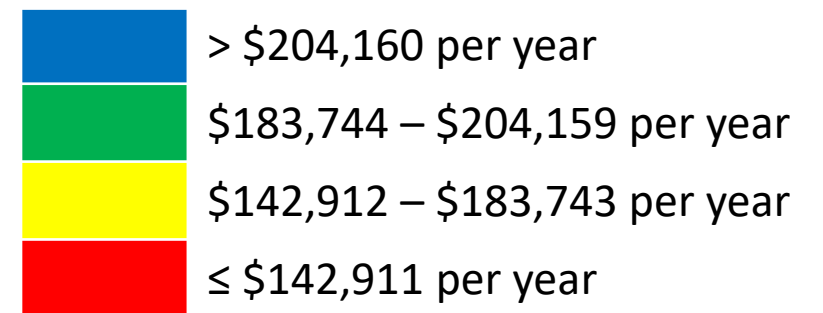 > $204,160 per year
$183,744 – $204,159 per year
$142,912 – $183,743 per year
≤ $142,911 per year